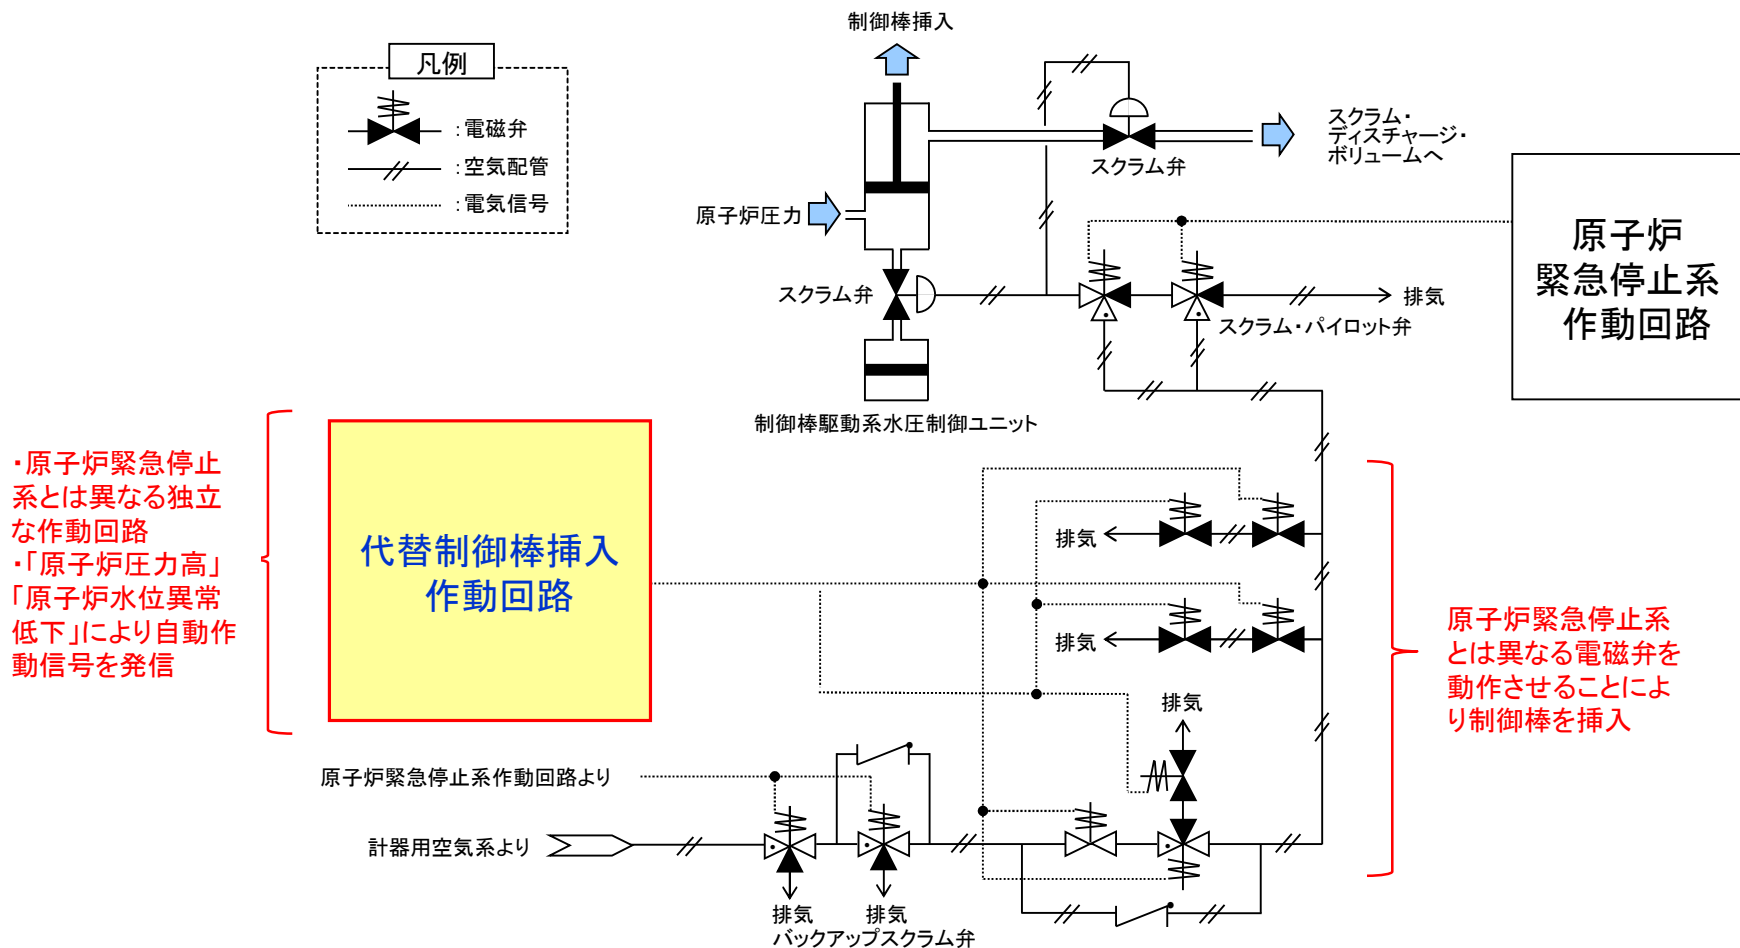 制御棒挿入
凡例
：電磁弁
：空気配管
：電気信号
スクラム・
ディスチャージ・
ボリュームへ
スクラム弁
原子炉圧力
原子炉
緊急停止系
作動回路
スクラム弁
排気
スクラム・パイロット弁
制御棒駆動系水圧制御ユニット
・原子炉緊急停止
系とは異なる独立
な作動回路
・「原子炉圧力高」
「原子炉水位異常
低下」により自動作
動信号を発信
代替制御棒挿入
作動回路
排気
排気
原子炉緊急停止系
とは異なる電磁弁を
動作させることによ
り制御棒を挿入
排気
原子炉緊急停止系作動回路より
計器用空気系より
排気
排気
バックアップスクラム弁